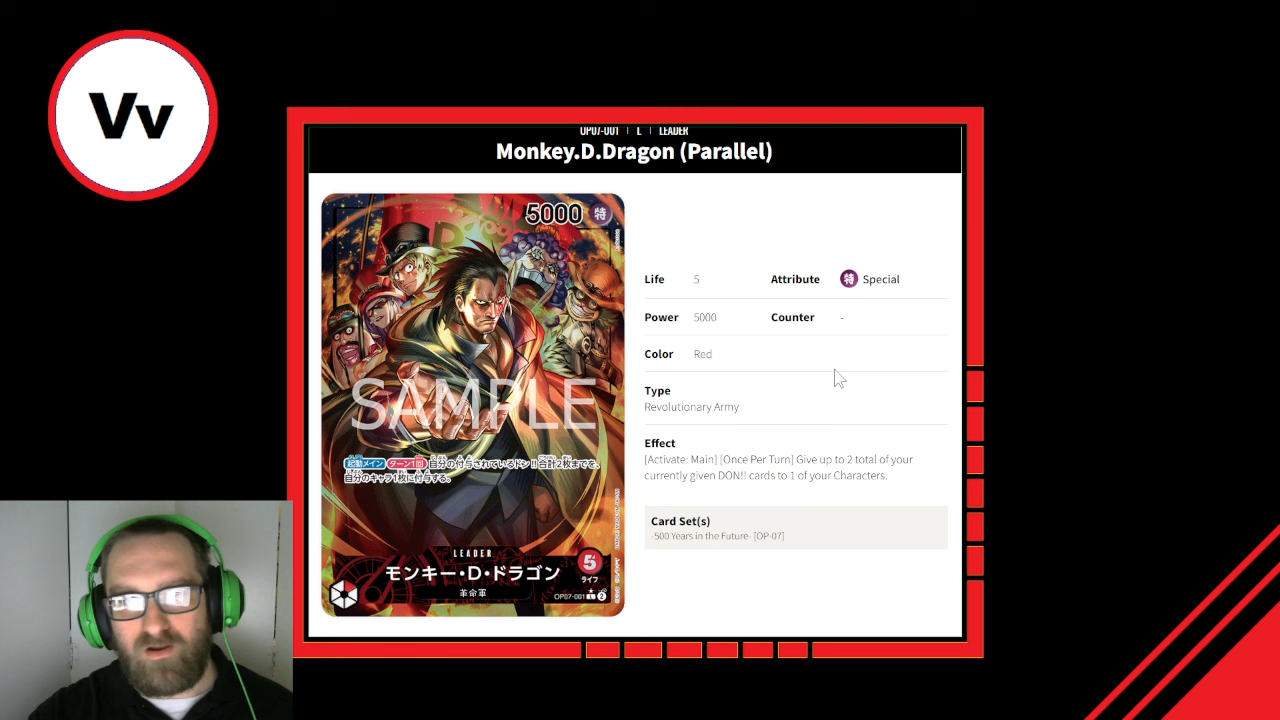 Vv
OP07-001 | L | LEADER
Monkey.D.Dragon (Parallel)
5000 特
SAMPLE
起動メイン ターン1回 自分の付与されているドン!!合計2枚までを、
自分のキャラ1枚に付与する。
LEADER
モンキー・D・ドラゴン
革命軍
5
ライフ
OP07-001 L 2
Life 5 Attribute 特 Special
Power 5000 Counter -
Color Red
Type
Revolutionary Army
Effect
[Activate: Main] [Once Per Turn] Give up to 2 total of your
currently given DON!! cards to 1 of your Characters.
Card Set(s)
-500 Years in the Future- [OP-07]